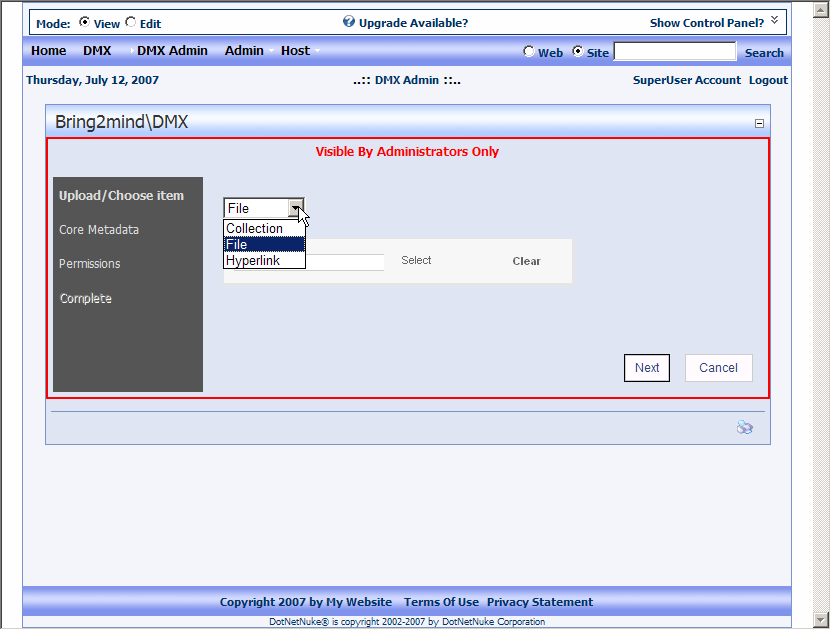 Mode: View Edit Upgrade Available? Show Control Panel?
Home DMX DMX Admin Admin Host Web Site Search
Thursday, July 12, 2007 ..:: DMX Admin ::.. SuperUser Account Logout
Bring2mind\DMX
Visible By Administrators Only
Upload/Choose item
Core Metadata
Permissions
Complete
File
Collection
File
Hyperlink
Select Clear
Next Cancel
Copyright 2007 by My Website Terms Of Use Privacy Statement
DotNetNuke® is copyright 2002-2007 by DotNetNuke Corporation